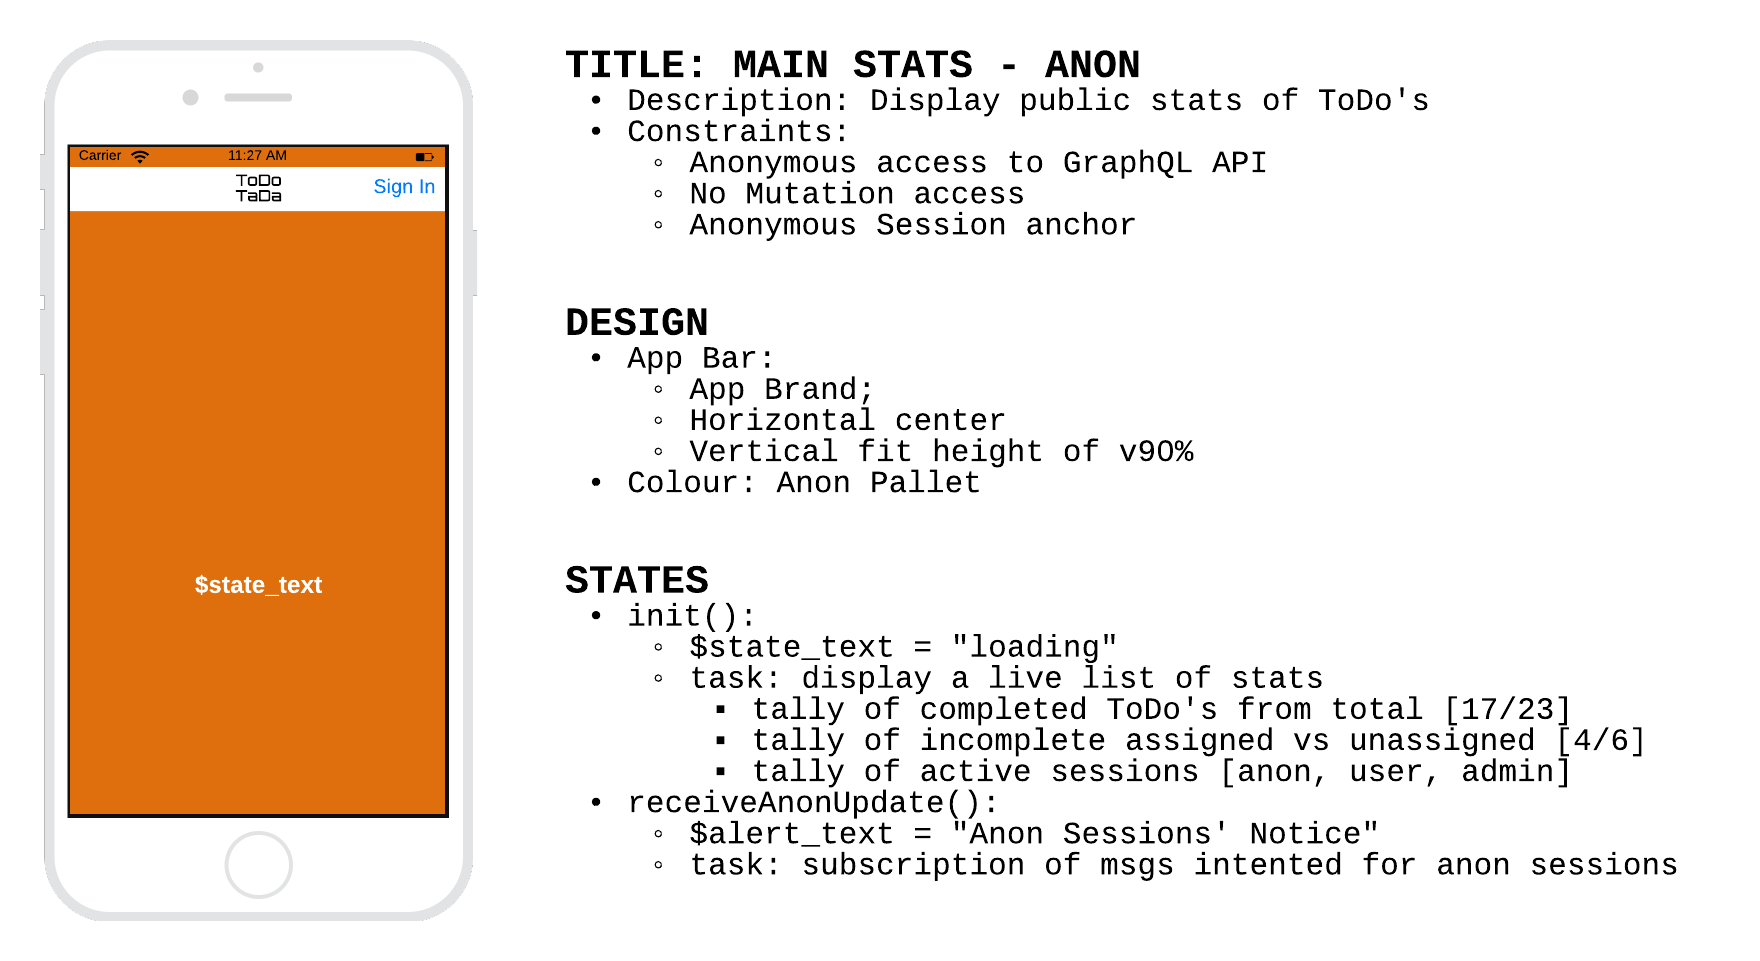 Carrier 11:27 AM
ToDo
TaDa
Sign In
$state_text
TITLE: MAIN STATS - ANON
• Description: Display public stats of ToDo's
• Constraints:
◦ Anonymous access to GraphQL API
◦ No Mutation access
◦ Anonymous Session anchor
DESIGN
• App Bar:
◦ App Brand;
◦ Horizontal center
◦ Vertical fit height of v90%
• Colour: Anon Pallet
STATES
• init():
◦ $state_text = "loading"
◦ task: display a live list of stats
▪ tally of completed ToDo's from total [17/23]
▪ tally of incomplete assigned vs unassigned [4/6]
▪ tally of active sessions [anon, user, admin]
• receiveAnonUpdate():
◦ $alert_text = "Anon Sessions' Notice"
◦ task: subscription of msgs intented for anon sessions